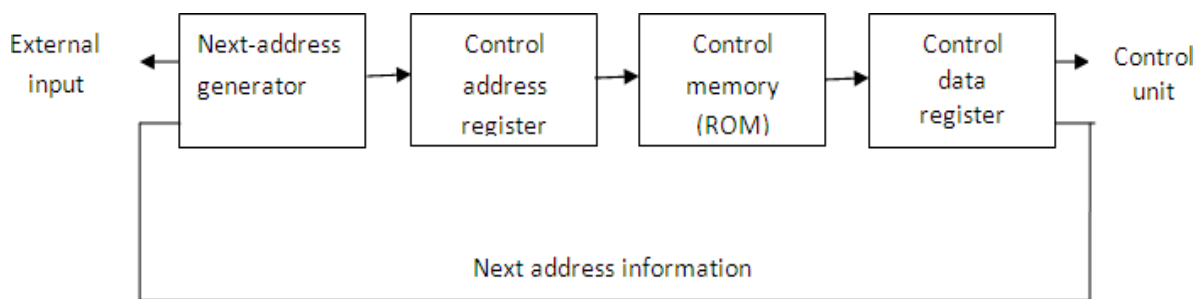 External
input
Next-address
generator
Control
address
register
Control
memory
(ROM)
Control
data
register
Control
unit
Next address information